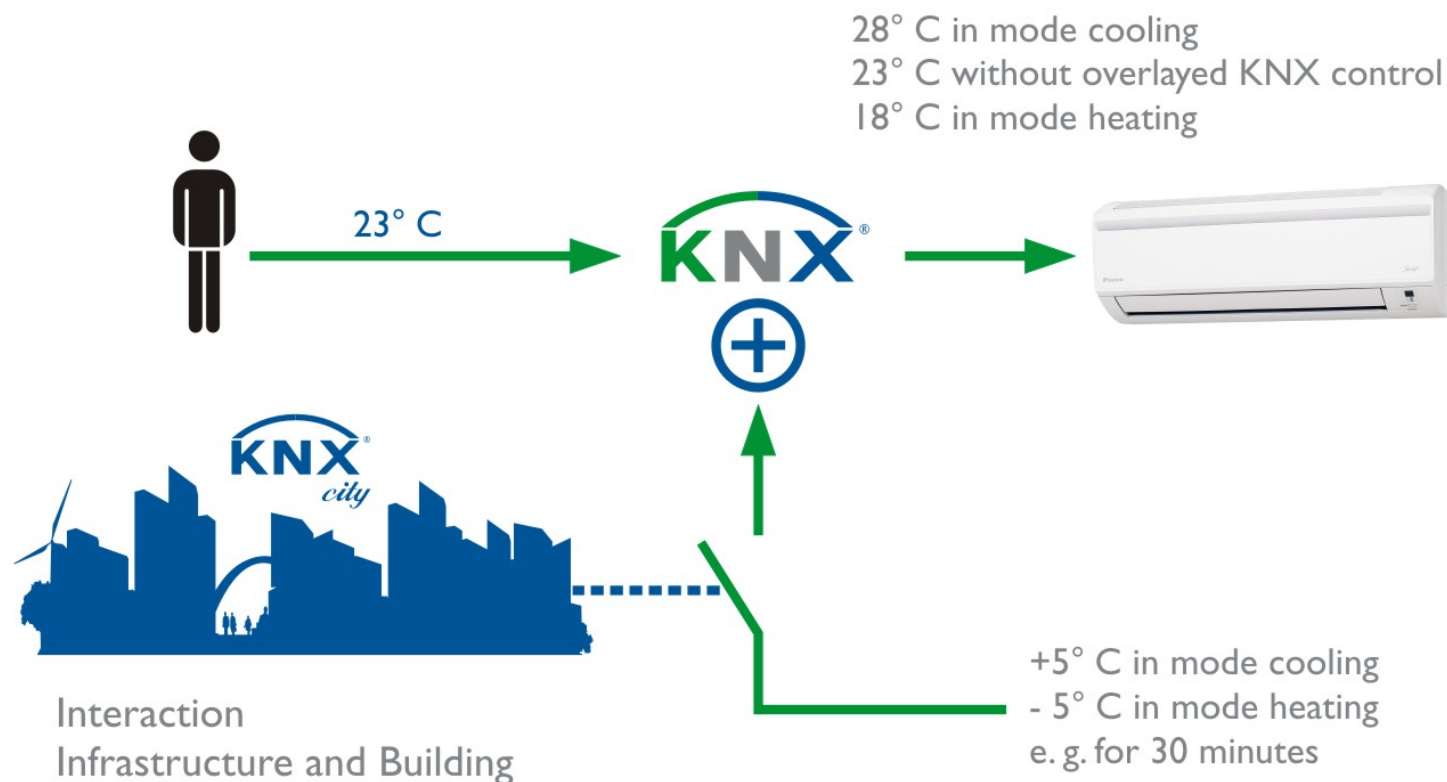 28° C in mode cooling
23° C without overlayed KNX control
18° C in mode heating
23° C
KNX®
KNX®
city
Interaction
Infrastructure and Building
+5° C in mode cooling
- 5° C in mode heating
e. g. for 30 minutes